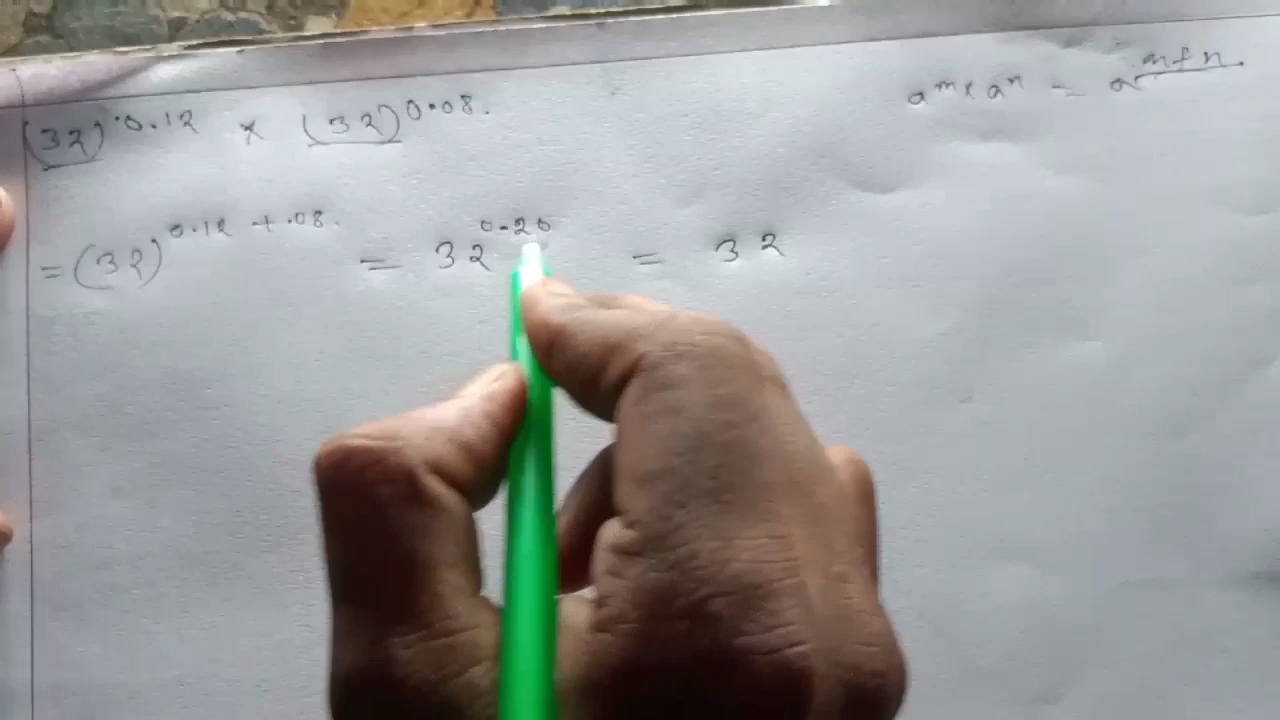 (32)^0.12 × (32)^0.08.
a^m × a^n = a^m+n.
= (32)^0.12 + .08. = 32^0.20 = 32